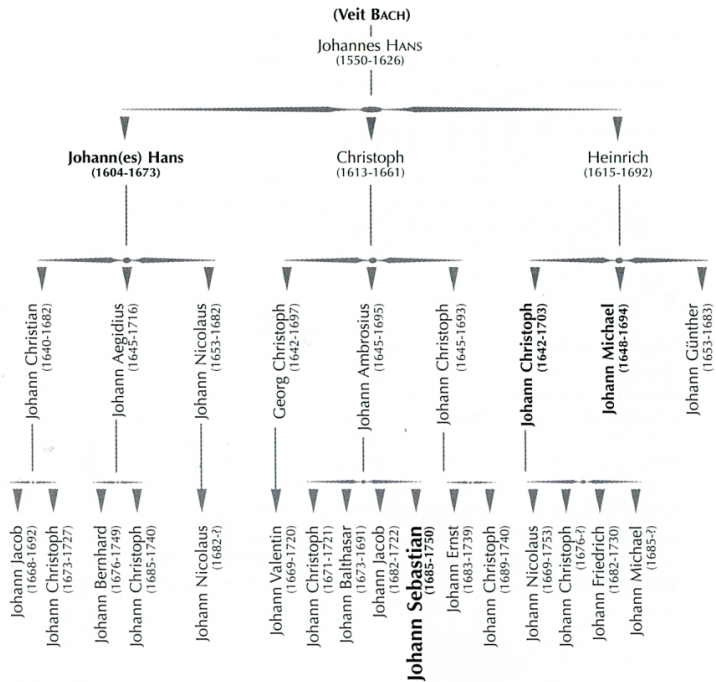 (Veit BACH)
Johannes HANS
(1550-1626)
Johann(es) Hans
(1604-1673)
Christoph
(1613-1661)
Heinrich
(1615-1692)
Johann Christian
(1640-1682)
Johann Aegidius
(1645-1716)
Johann Nicolaus
(1653-1682)
Georg Christoph
(1642-1697)
Johann Ambrosius
(1645-1695)
Johann Christoph
(1645-1693)
Johann Christoph
(1642-1703)
Johann Michael
(1648-1694)
Johann Günther
(1653-1683)
Johann Jacob
(1668-1692)
Johann Christoph
(1673-1727)
Johann Bernhard
(1676-1749)
Johann Christoph
(1685-1740)
Johann Nicolaus
(1682-?)
Johann Valentin
(1669-1720)
Johann Christoph
(1671-1721)
Johann Balthasar
(1673-1691)
Johann Jacob
(1682-1722)
Johann Sebastian
(1685-1750)
Johann Ernst
(1683-1739)
Johann Christoph
(1689-1740)
Johann Nicolaus
(1669-1753)
Johann Christoph
(1676-?)
Johann Friedrich
(1682-1730)
Johann Michael
(1685-?)